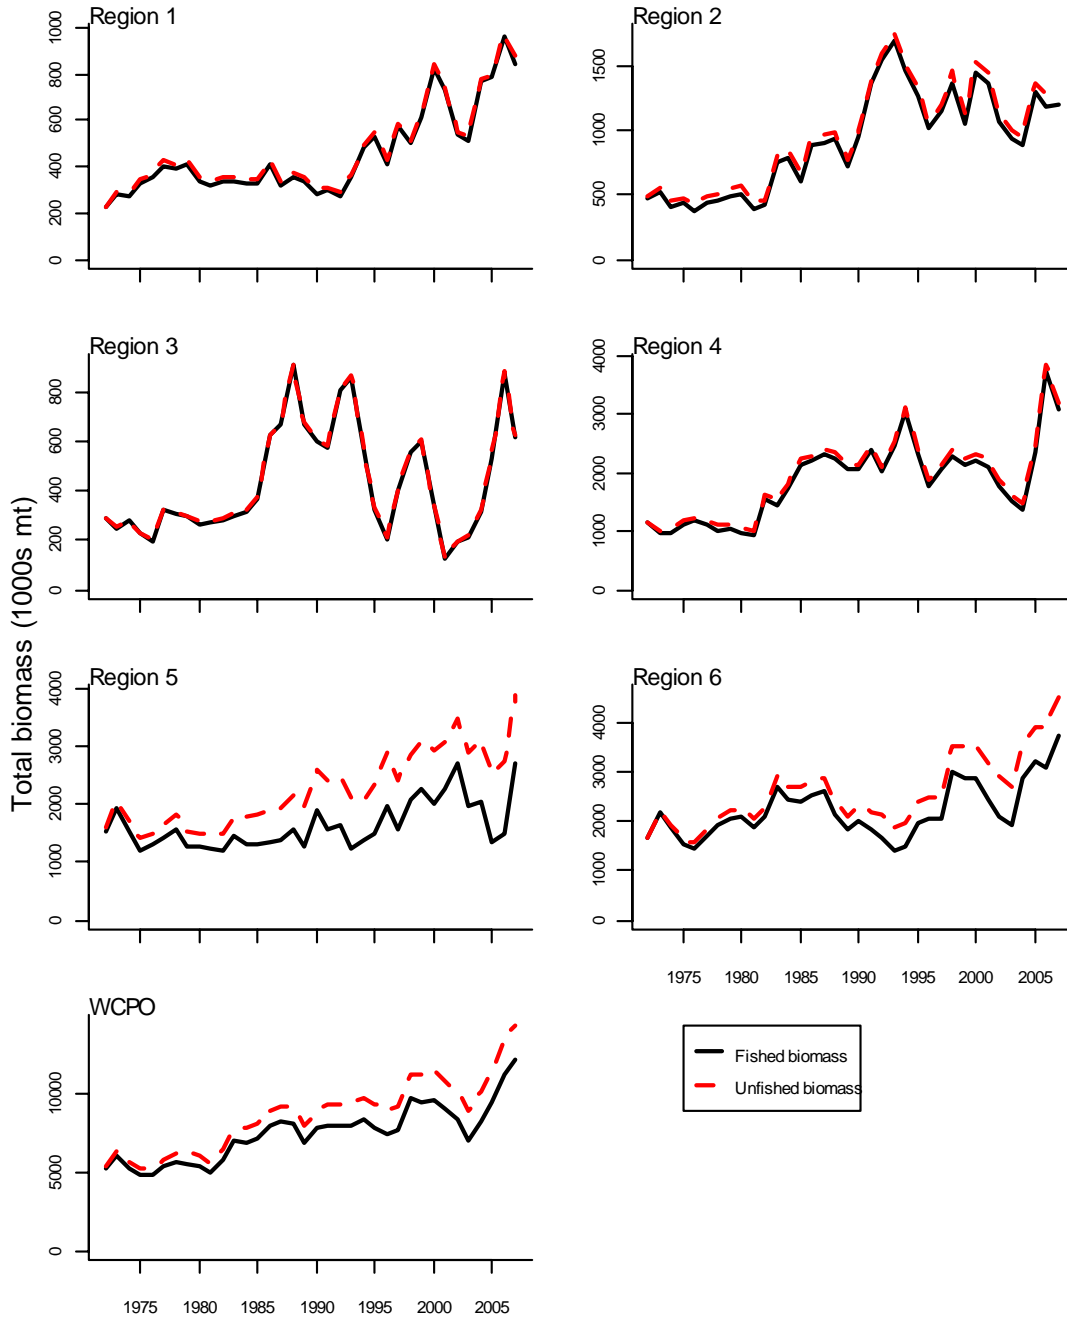 Total biomass (1000s mt)
Region 1
0 200 400 600 800 1000
Region 2
0 500 1000 1500
Region 3
0 200 400 600 800
Region 4
0 1000 2000 3000 4000
Region 5
0 1000 2000 3000 4000
Region 6
0 1000 2000 3000 4000
1975 1980 1985 1990 1995 2000 2005
WCPO
0 5000 10000
1975 1980 1985 1990 1995 2000 2005
Fished biomass
Unfished biomass